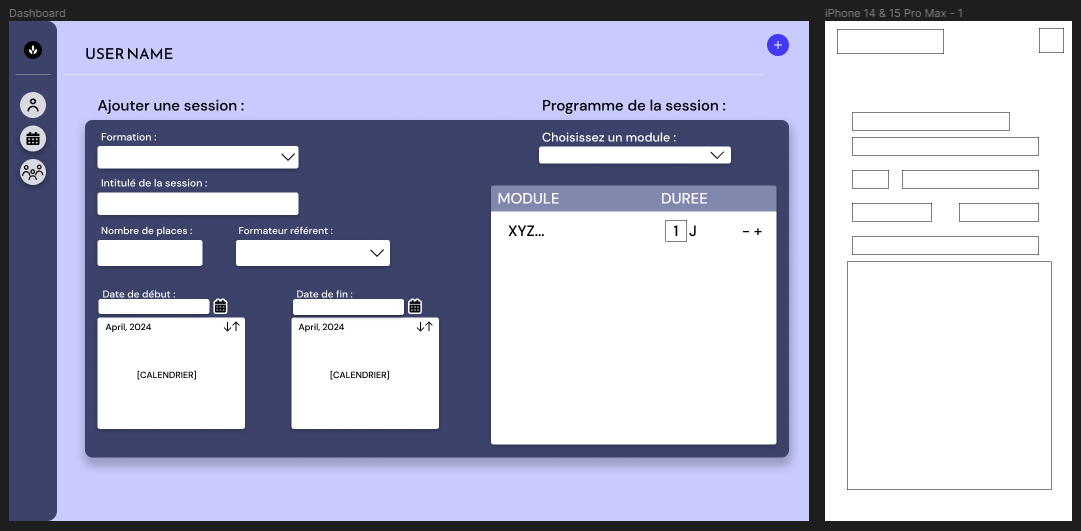 Dashboard
iPhone 14 & 15 Pro Max - 1
USER NAME
+
Ajouter une session :
Programme de la session :
Formation :
Choisissez un module :
Intitulé de la session :
MODULE DUREE
XYZ... 1 J - +
Nombre de places :
Formateur référent :
Date de début :
Date de fin :
April, 2024
April, 2024
[CALENDRIER]
[CALENDRIER]